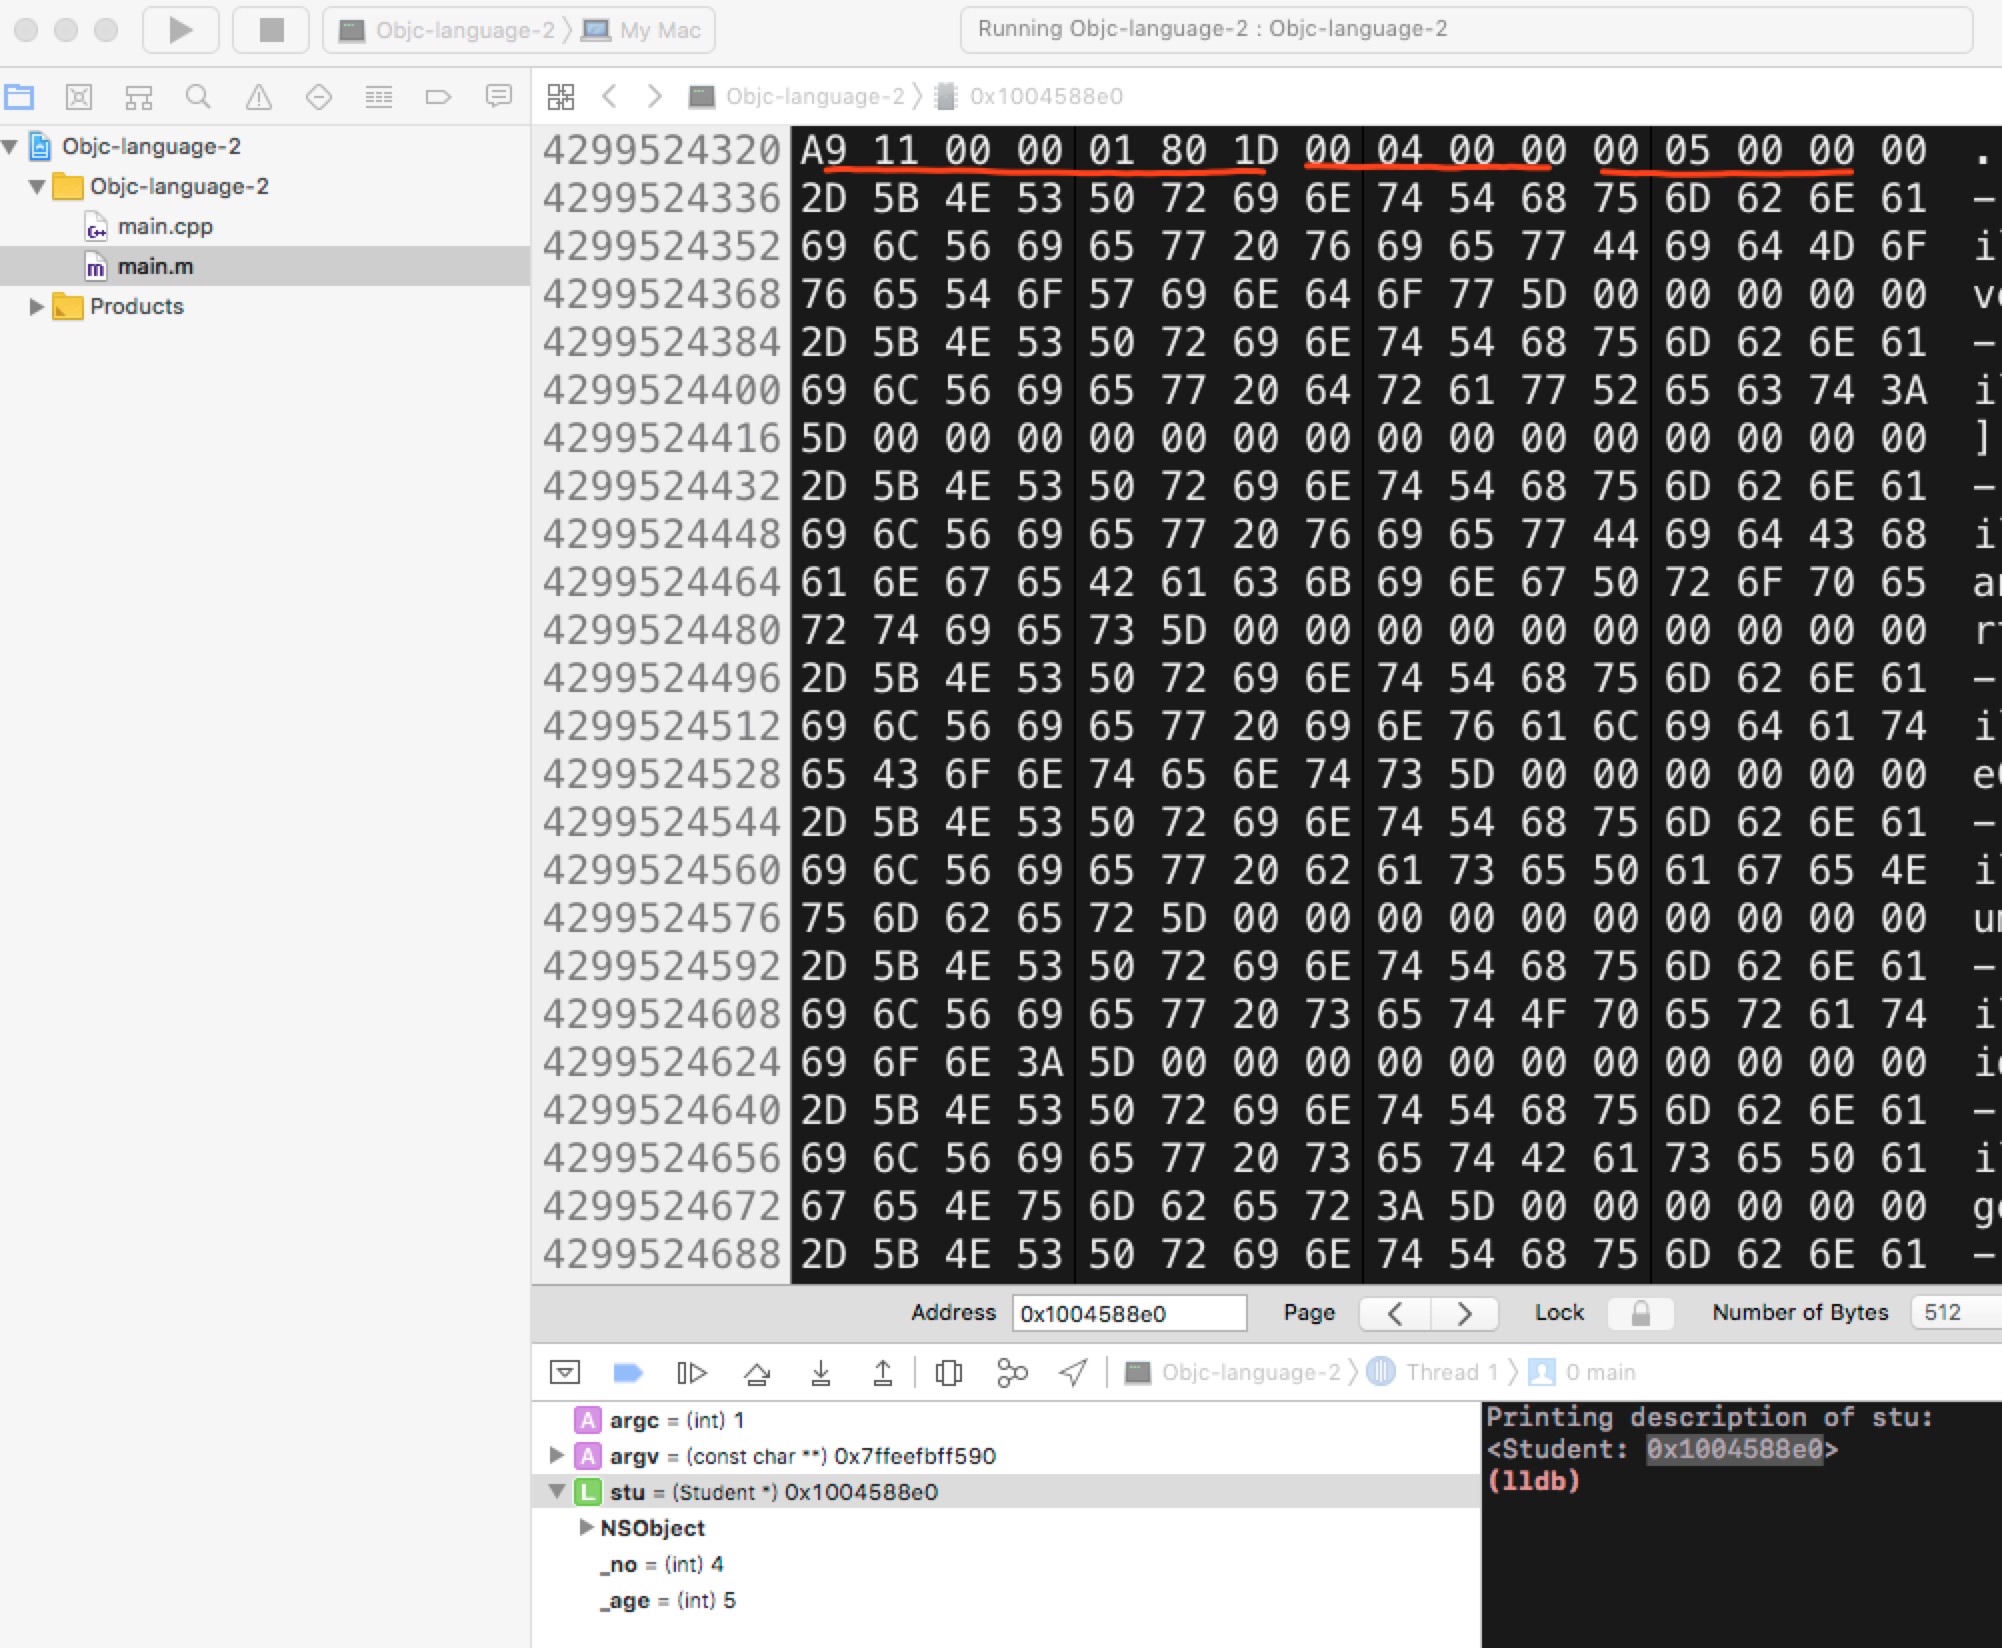 Objc-language-2 My Mac
Running Objc-language-2 : Objc-language-2
Objc-language-2 0x1004588e0
Objc-language-2
Objc-language-2
main.cpp
main.m
Products
4299524320 A9 11 00 00 01 80 1D 00 04 00 00 00 05 00 00 00 .
4299524336 2D 5B 4E 53 50 72 69 6E 74 54 68 75 6D 62 6E 61 -
4299524352 69 6C 56 69 65 77 20 76 69 65 77 44 69 64 4D 6F
4299524368 76 65 54 6F 57 69 6E 64 6F 77 5D 00 00 00 00 00
4299524384 2D 5B 4E 53 50 72 69 6E 74 54 68 75 6D 62 6E 61 -
4299524400 69 6C 56 69 65 77 20 64 72 61 77 52 65 63 74 3A
4299524416 5D 00 00 00 00 00 00 00 00 00 00 00 00 00 00 00 ]
4299524432 2D 5B 4E 53 50 72 69 6E 74 54 68 75 6D 62 6E 61 -
4299524448 69 6C 56 69 65 77 20 76 69 65 77 44 69 64 43 68
4299524464 61 6E 67 65 42 61 63 6B 69 6E 67 50 72 6F 70 65
4299524480 72 74 69 65 73 5D 00 00 00 00 00 00 00 00 00 00
4299524496 2D 5B 4E 53 50 72 69 6E 74 54 68 75 6D 62 6E 61 -
4299524512 69 6C 56 69 65 77 20 69 6E 76 61 6C 69 64 61 74
4299524528 65 43 6F 6E 74 65 6E 74 73 5D 00 00 00 00 00 00
4299524544 2D 5B 4E 53 50 72 69 6E 74 54 68 75 6D 62 6E 61 -
4299524560 69 6C 56 69 65 77 20 62 61 73 65 50 61 67 65 4E
4299524576 75 6D 62 65 72 5D 00 00 00 00 00 00 00 00 00 00
4299524592 2D 5B 4E 53 50 72 69 6E 74 54 68 75 6D 62 6E 61 -
4299524608 69 6C 56 69 65 77 20 73 65 74 4F 70 65 72 61 74
4299524624 69 6F 6E 3A 5D 00 00 00 00 00 00 00 00 00 00 00
4299524640 2D 5B 4E 53 50 72 69 6E 74 54 68 75 6D 62 6E 61 -
4299524656 69 6C 56 69 65 77 20 73 65 74 42 61 73 65 50 61
4299524672 67 65 4E 75 6D 62 65 72 3A 5D 00 00 00 00 00 00
4299524688 2D 5B 4E 53 50 72 69 6E 74 54 68 75 6D 62 6E 61 -
Address 0x1004588e0 Page Lock Number of Bytes 512
Objc-language-2 Thread 1 0 main
A argc = (int) 1
A argv = (const char **) 0x7ffeefbff590
L stu = (Student *) 0x1004588e0
NSObject
_no = (int) 4
_age = (int) 5
Printing description of stu:
<Student: 0x1004588e0>
(lldb)